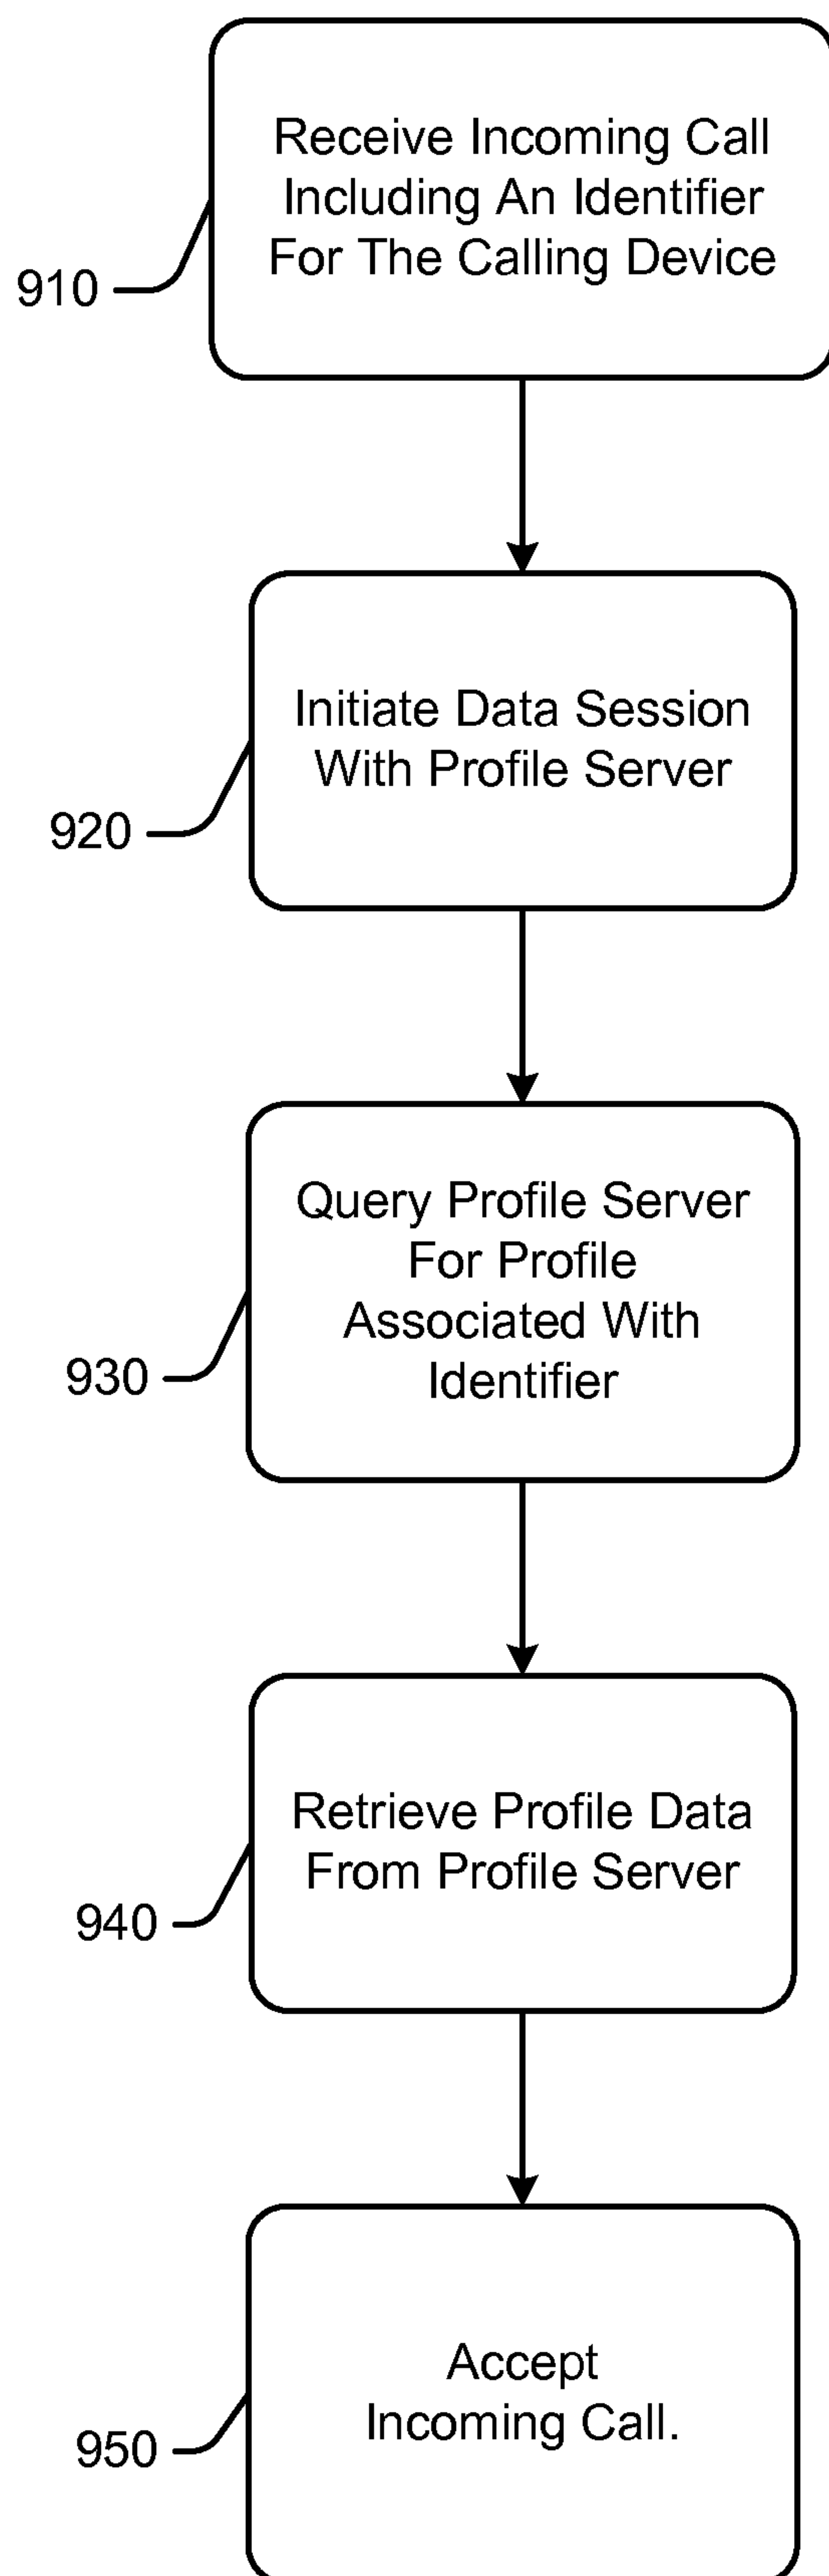 Receive Incoming Call
Including An Identifier
For The Calling Device
910
Initiate Data Session
With Profile Server
920
Query Profile Server
For Profile
Associated With
Identifier
930
Retrieve Profile Data
From Profile Server
940
Accept
Incoming Call.
950